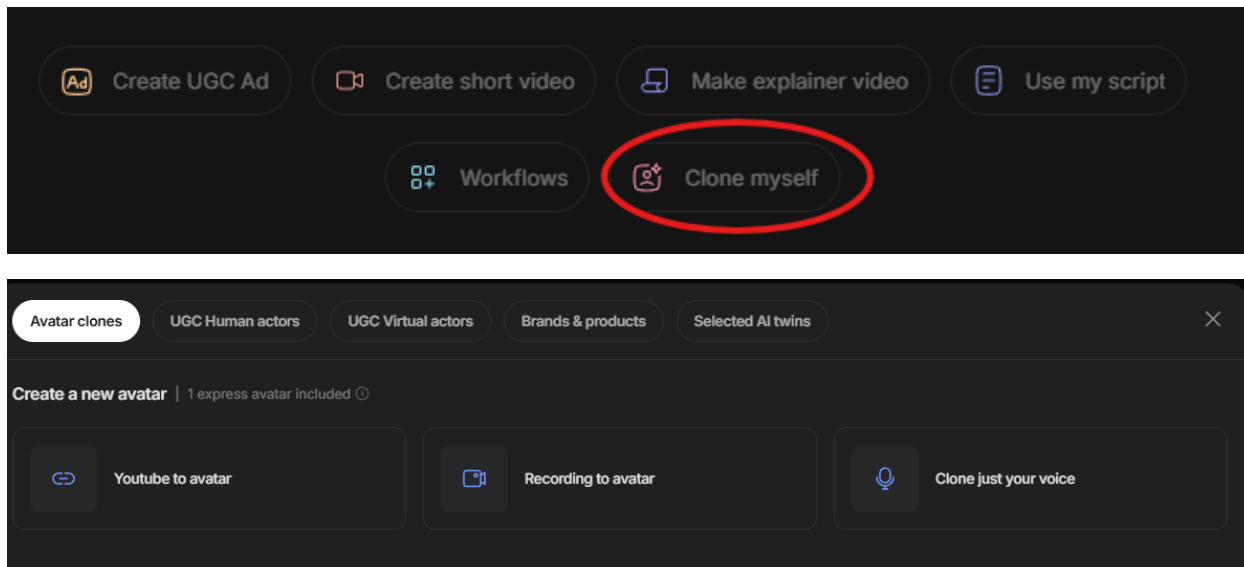 Ad Create UGC Ad Create short video Make explainer video Use my script
Workflows Clone myself
Avatar clones UGC Human actors UGC Virtual actors Brands & products Selected AI twins
Create a new avatar | 1 express avatar included
Youtube to avatar Recording to avatar Clone just your voice